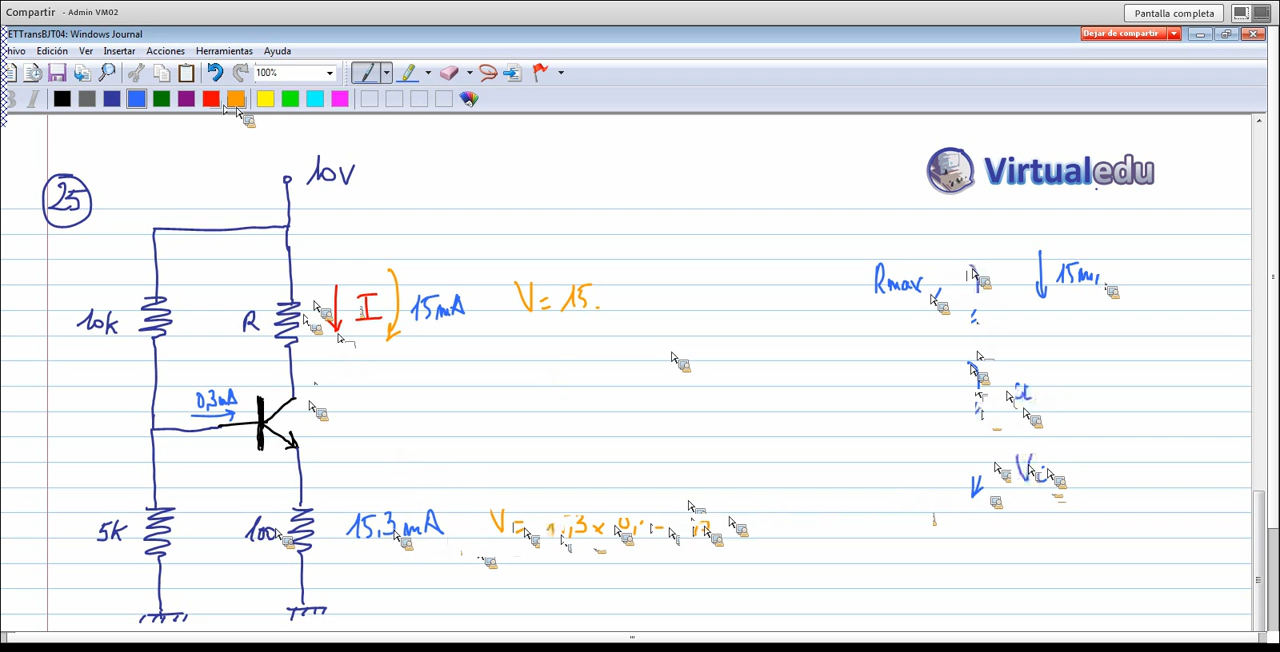 Compartir - Admin VM02
Pantalla completa
ETTransBJT04: Windows Journal
Dejar de compartir
hivo Edición Ver Insertar Acciones Herramientas Ayuda
100%
25
10V
Virtualedu
10k
R
I
15mA
V = 15.
Rmax
0,3mA
5K
100
15,3mA
V =